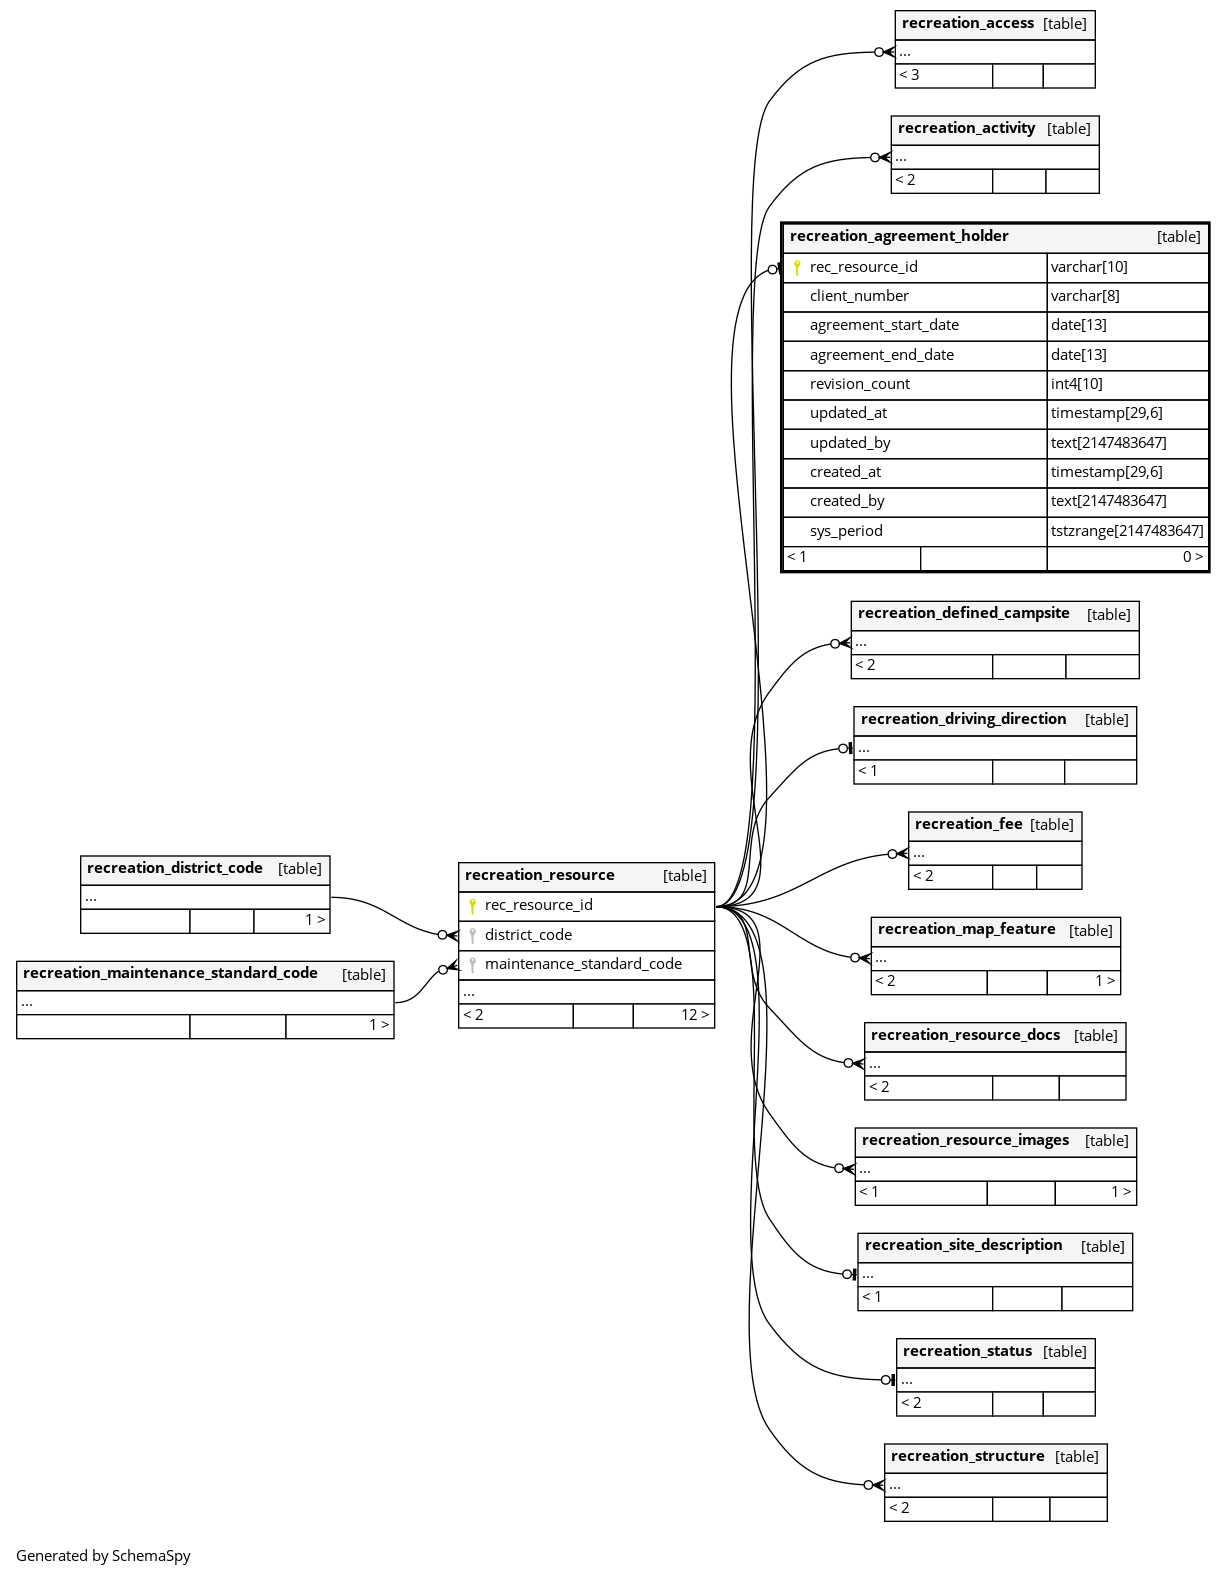 recreation_access [table]
...
< 3
recreation_activity [table]
...
< 2
recreation_agreement_holder [table]
rec_resource_id varchar[10]
client_number varchar[8]
agreement_start_date date[13]
agreement_end_date date[13]
revision_count int4[10]
updated_at timestamp[29,6]
updated_by text[2147483647]
created_at timestamp[29,6]
created_by text[2147483647]
sys_period tstzrange[2147483647]
< 1 0 >
recreation_defined_campsite [table]
...
< 2
recreation_driving_direction [table]
...
< 1
recreation_fee [table]
...
< 2
recreation_district_code [table]
...
1 >
recreation_maintenance_standard_code [table]
...
1 >
recreation_resource [table]
rec_resource_id
district_code
maintenance_standard_code
...
< 2 12 >
recreation_map_feature [table]
...
< 2 1 >
recreation_resource_docs [table]
...
< 2
recreation_resource_images [table]
...
< 1 1 >
recreation_site_description [table]
...
< 1
recreation_status [table]
...
< 2
recreation_structure [table]
...
< 2
Generated by SchemaSpy